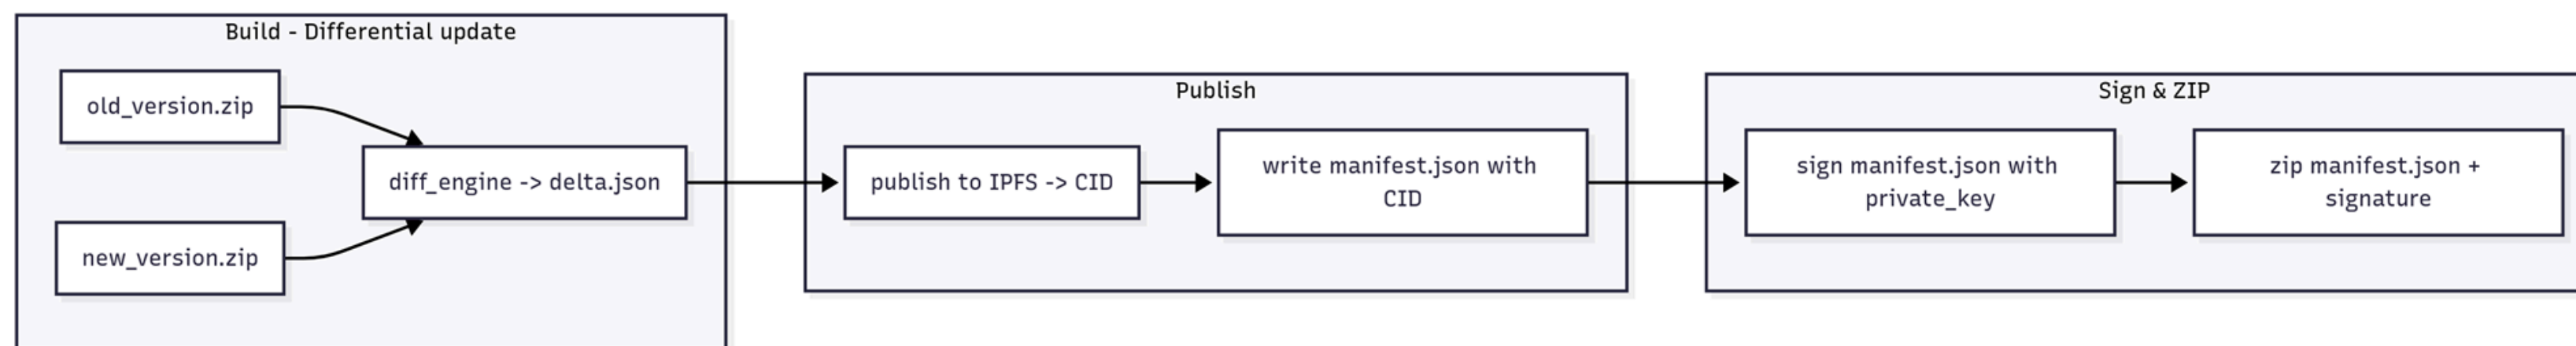 Build - Differential update
old_version.zip
new_version.zip
diff_engine -> delta.json
Publish
publish to IPFS -> CID
write manifest.json with
CID
Sign & ZIP
sign manifest.json with
private_key
zip manifest.json +
signature